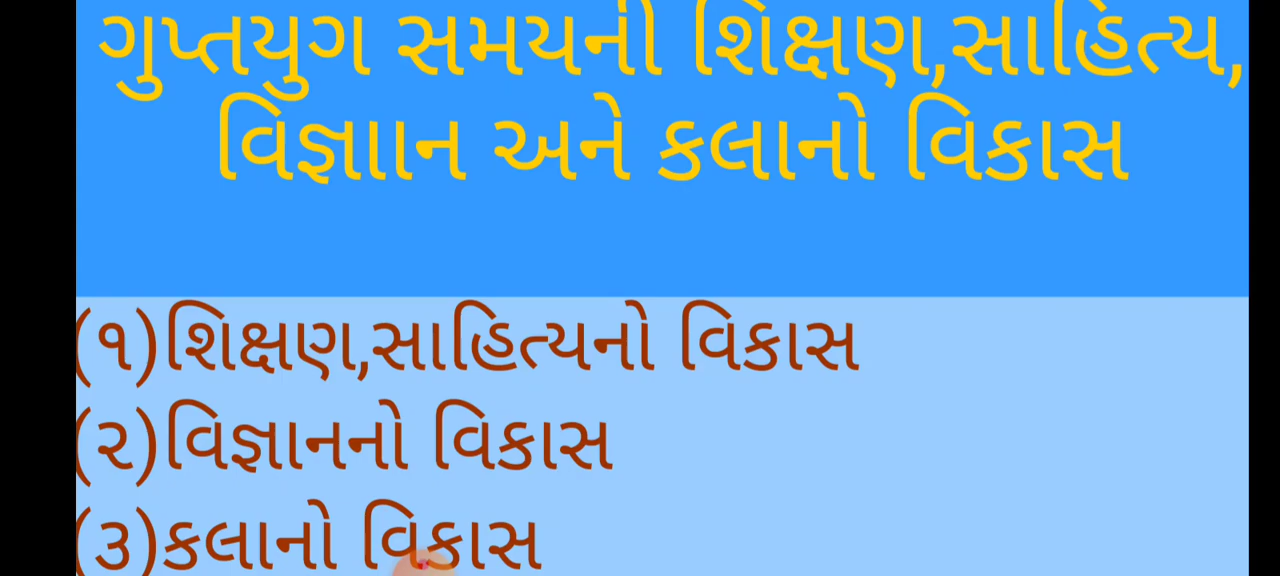 ગુપ્તયુગ સમયની શિક્ષણ,સાહિત્ય,
વિજ્ઞાાન અને કલાનો વિકાસ
(૧)શિક્ષણ,સાહિત્યનો વિકાસ
(૨)વિજ્ઞાનનો વિકાસ
(૩)કલાનો વિકાસ